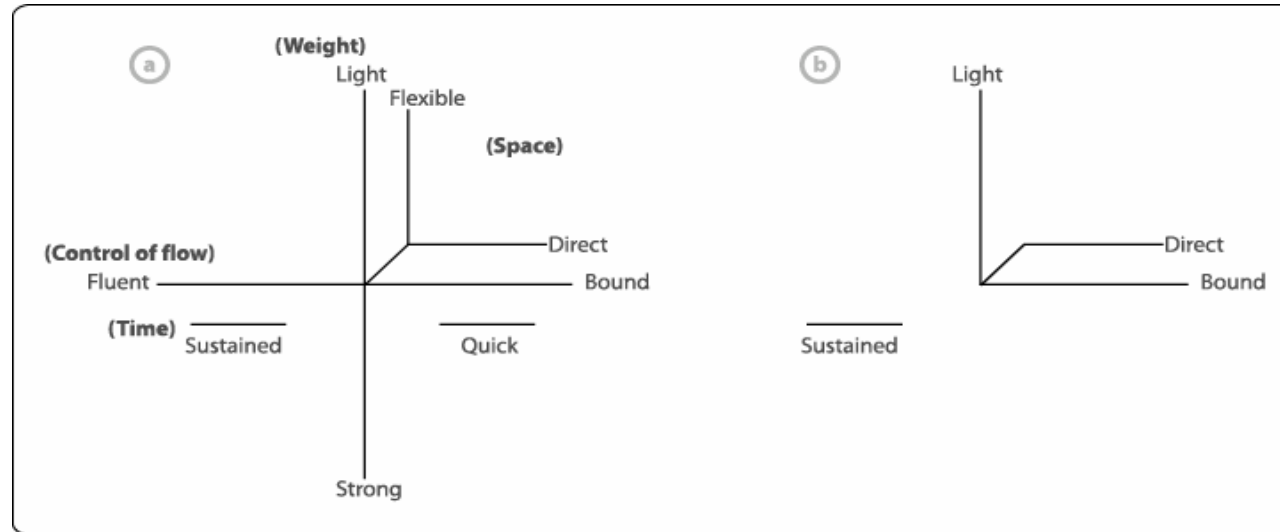 a
(Weight)
Light
Flexible
(Space)
(Control of flow)
Fluent
Direct
Bound
(Time)
Sustained
Quick
Strong
b
Light
Direct
Bound
Sustained